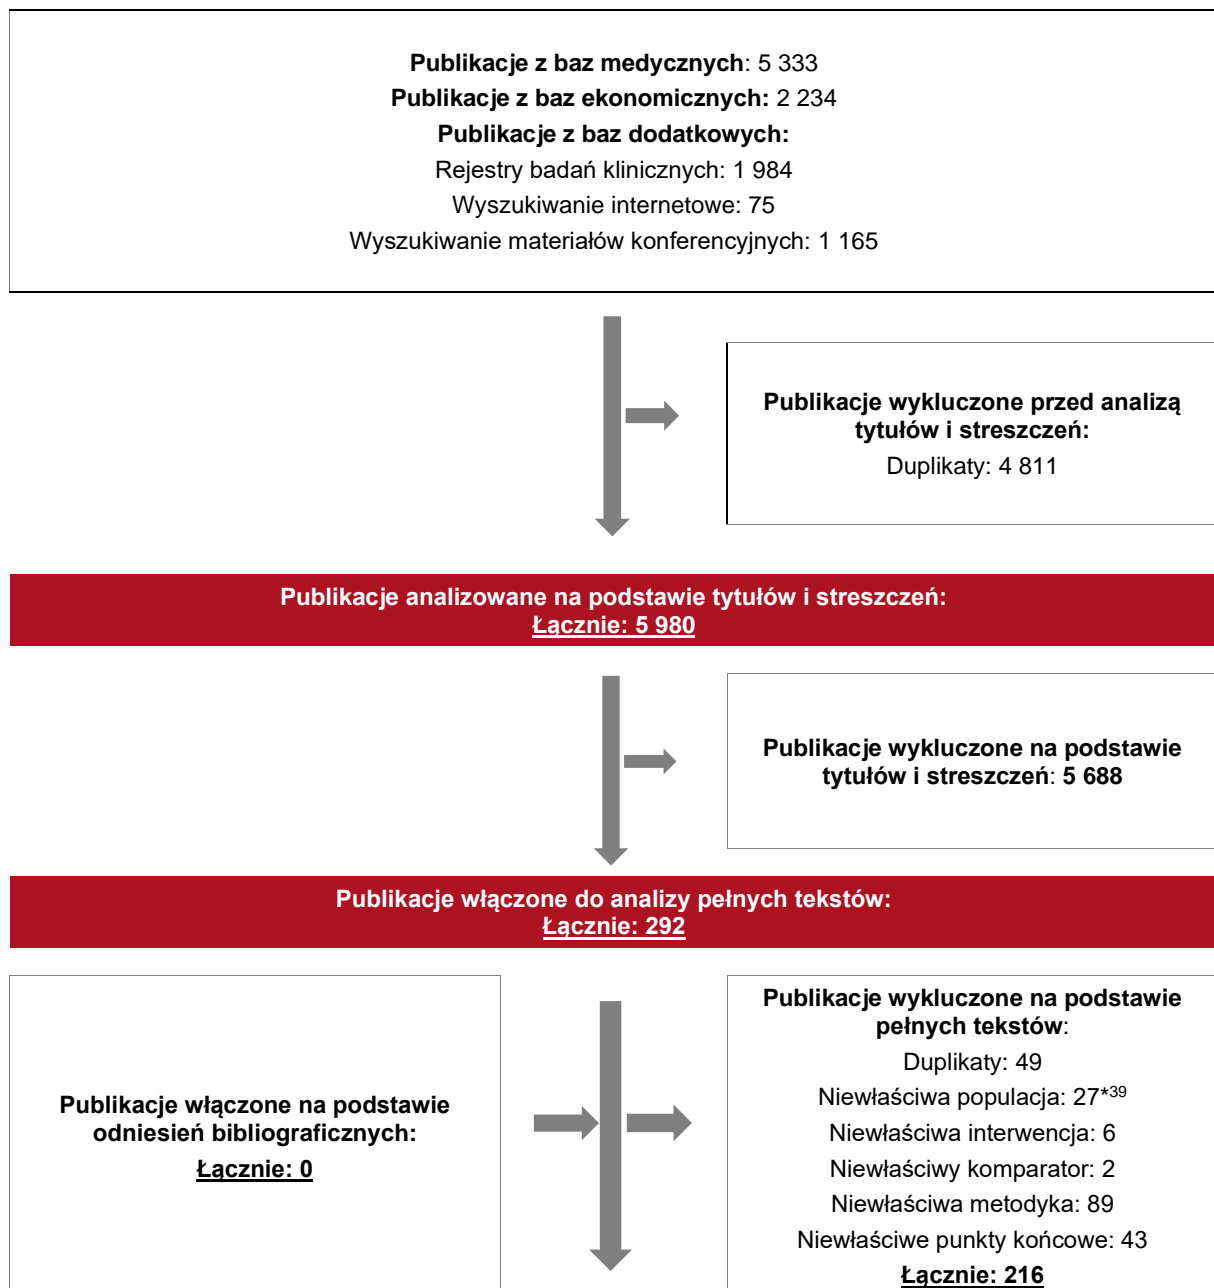 Publikacje z baz medycznych: 5 333
Publikacje z baz ekonomicznych: 2 234
Publikacje z baz dodatkowych:
Rejestry badań klinicznych: 1 984
Wyszukiwanie internetowe: 75
Wyszukiwanie materiałów konferencyjnych: 1 165
Publikacje wykluczone przed analizą
tytułów i streszczeń:
Duplikaty: 4 811
Publikacje analizowane na podstawie tytułów i streszczeń:
Łącznie: 5 980
Publikacje wykluczone na podstawie
tytułów i streszczeń: 5 688
Publikacje włączone do analizy pełnych tekstów:
Łącznie: 292
Publikacje włączone na podstawie
odniesień bibliograficznych:
Łącznie: 0
Publikacje wykluczone na podstawie
pełnych tekstów:
Duplikaty: 49
Niewłaściwa populacja: 27*39
Niewłaściwa interwencja: 6
Niewłaściwy komparator: 2
Niewłaściwa metodyka: 89
Niewłaściwe punkty końcowe: 43
Łącznie: 216